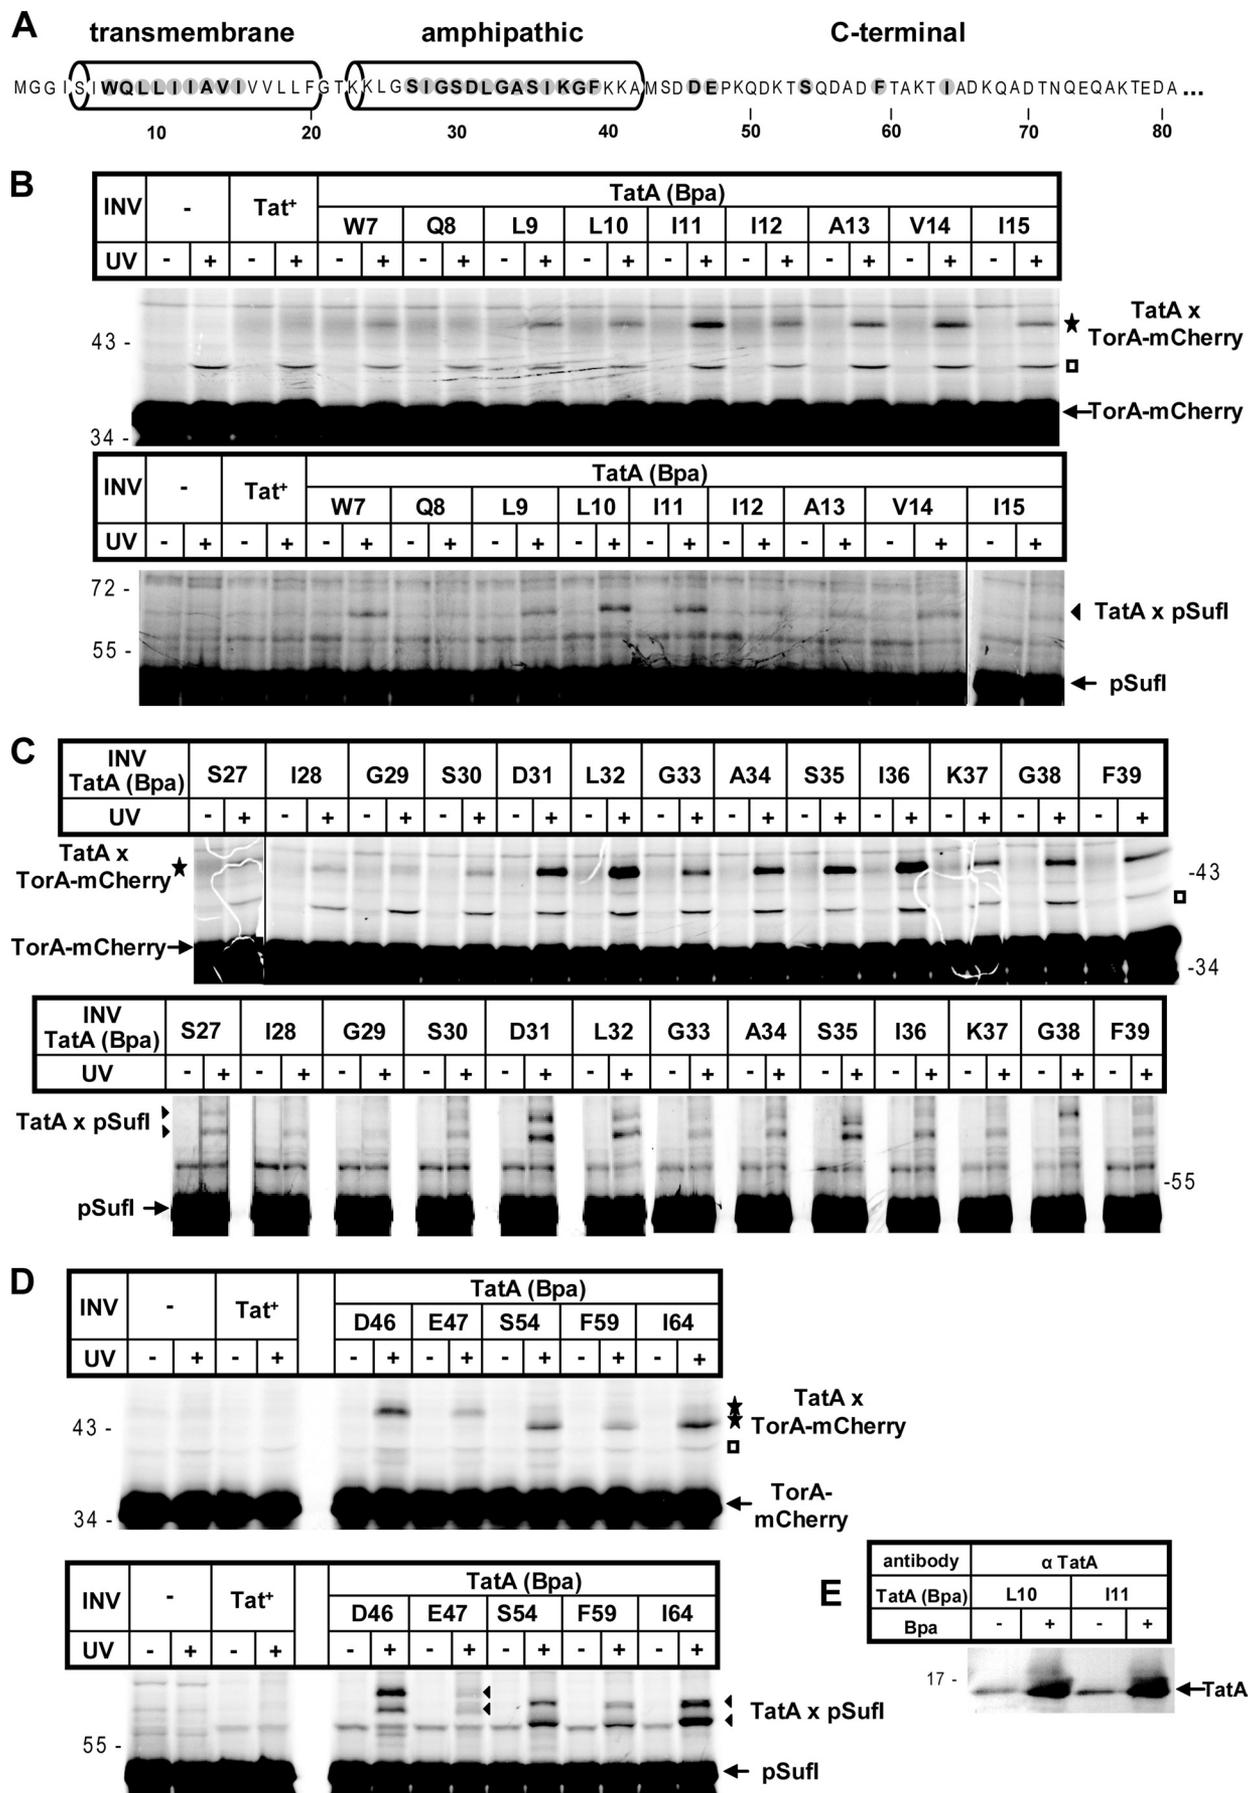 A
transmembrane amphipathic C-terminal
MGGISIWQLLIIAVIVVLLFGTKKLGSIGSDLGASIKGFKKAMSDDEPKQDKTSQDADFTAKTIADKQADTNQEQAKTEDA...
10 20 30 40 50 60 70 80
B
INV - Tat+ TatA (Bpa)
W7 Q8 L9 L10 I11 I12 A13 V14 I15
UV - + - + - + - + - + - + - + - + - + - + - +
TatA x
TorA-mCherry
43 -
TorA-mCherry
34 -
INV - Tat+ TatA (Bpa)
W7 Q8 L9 L10 I11 I12 A13 V14 I15
UV - + - + - + - + - + - + - + - + - + - + - +
72 -
TatA x pSufI
55 -
pSufI
C
INV
TatA (Bpa) S27 I28 G29 S30 D31 L32 G33 A34 S35 I36 K37 G38 F39
UV - + - + - + - + - + - + - + - + - + - + - + - + - +
TatA x
TorA-mCherry
-43
TorA-mCherry
-34
INV
TatA (Bpa) S27 I28 G29 S30 D31 L32 G33 A34 S35 I36 K37 G38 F39
UV - + - + - + - + - + - + - + - + - + - + - + - + - +
TatA x pSufI
-55
pSufI
D
INV - Tat+ TatA (Bpa)
D46 E47 S54 F59 I64
UV - + - + - + - + - + - + - +
TatA x
TorA-mCherry
43 -
TorA-
mCherry
34 -
INV - Tat+ TatA (Bpa)
D46 E47 S54 F59 I64
UV - + - + - + - + - + - + - +
TatA x pSufI
55 -
pSufI
E
antibody α TatA
TatA (Bpa) L10 I11
Bpa - + - +
17 -
TatA